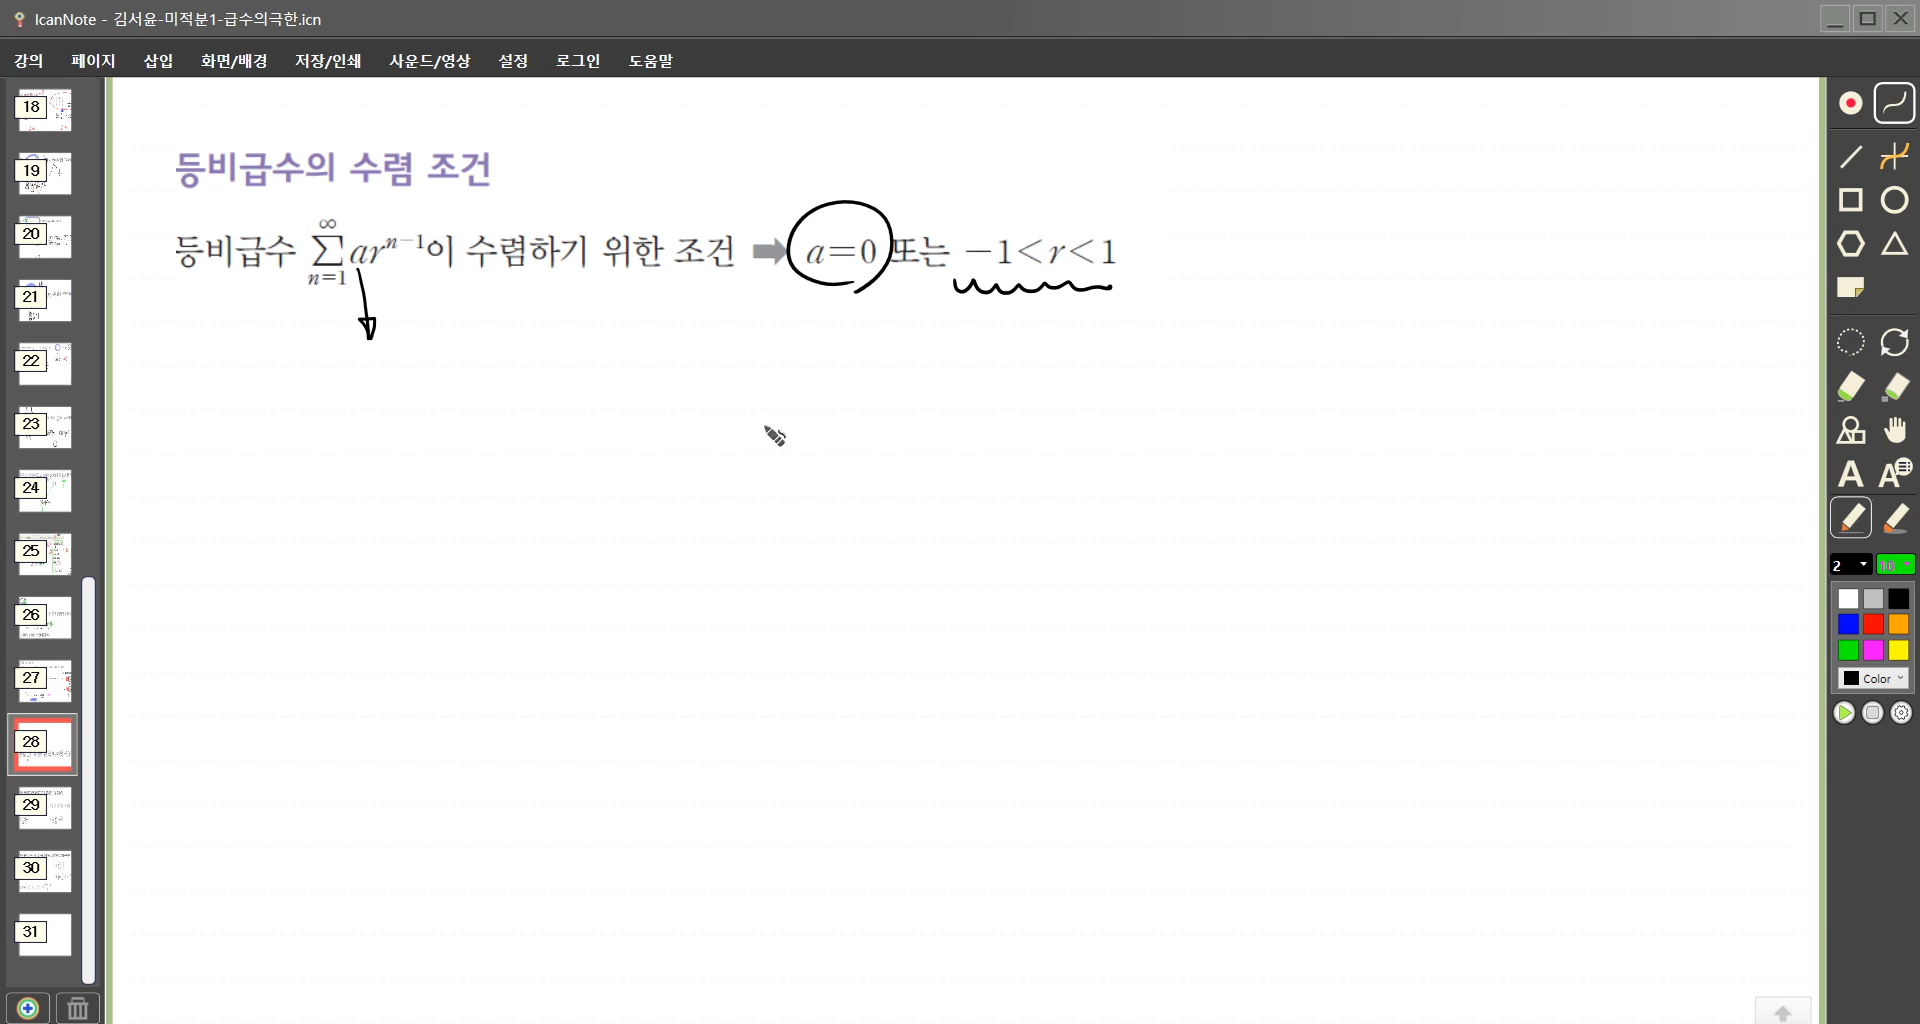 IcanNote - 김서윤-미적분1-급수의극한.icn
강의 페이지 삽입 화면/배경 저장/인쇄 사운드/영상 설정 로그인 도움말
18
19
20
21
22
23
24
25
26
27
28
29
30
31
등비급수의 수렴 조건
등비급수 ∑_{n=1}^{∞} ar^{n-1}이 수렴하기 위한 조건 ➡ a=0 또는 -1<r<1
A A
2 10
Color